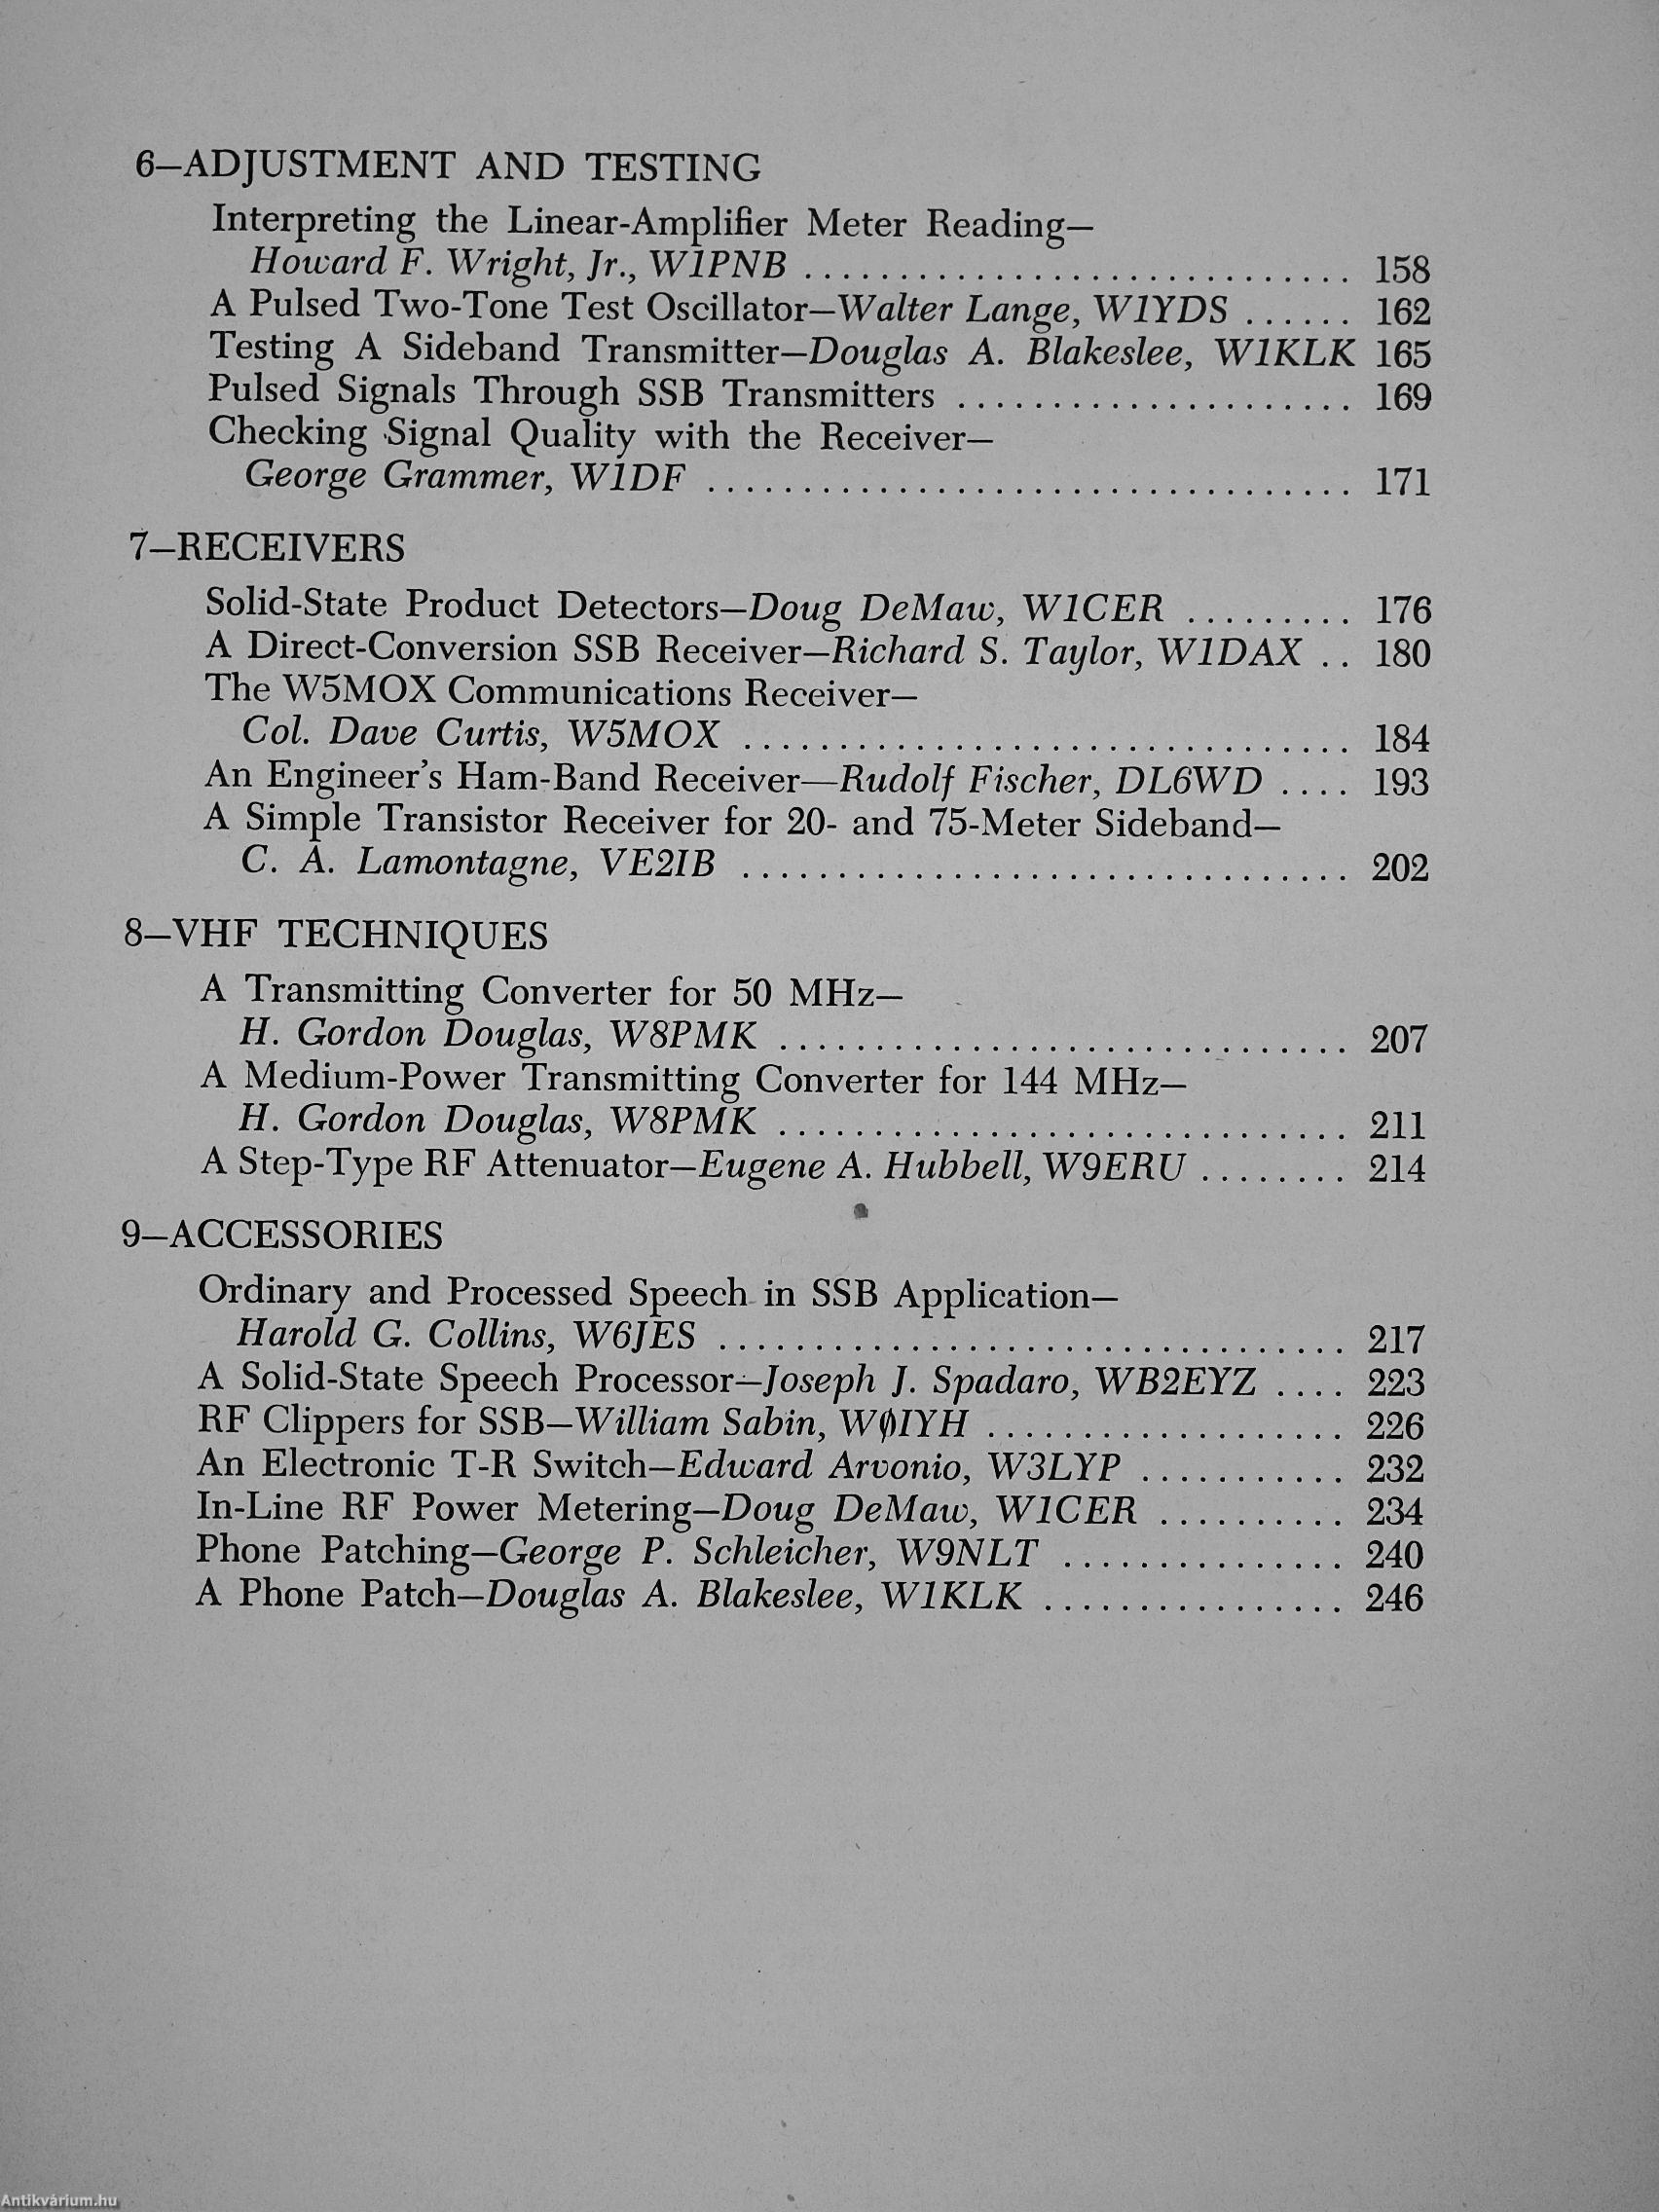 6—ADJUSTMENT AND TESTING
Interpreting the Linear-Amplifier Meter Reading—
Howard F. Wright, Jr., W1PNB .............................. 158
A Pulsed Two-Tone Test Oscillator—Walter Lange, W1YDS ...... 162
Testing A Sideband Transmitter—Douglas A. Blakeslee, W1KLK 165
Pulsed Signals Through SSB Transmitters ..................... 169
Checking Signal Quality with the Receiver—
George Grammer, W1DF .................................. 171
7—RECEIVERS
Solid-State Product Detectors—Doug DeMaw, W1CER ......... 176
A Direct-Conversion SSB Receiver—Richard S. Taylor, W1DAX .. 180
The W5MOX Communications Receiver—
Col. Dave Curtis, W5MOX ................................ 184
An Engineer's Ham-Band Receiver—Rudolf Fischer, DL6WD .... 193
A Simple Transistor Receiver for 20- and 75-Meter Sideband—
C. A. Lamontagne, VE2IB ................................ 202
8—VHF TECHNIQUES
A Transmitting Converter for 50 MHz—
H. Gordon Douglas, W8PMK .............................. 207
A Medium-Power Transmitting Converter for 144 MHz—
H. Gordon Douglas, W8PMK .............................. 211
A Step-Type RF Attenuator—Eugene A. Hubbell, W9ERU ........ 214
9—ACCESSORIES
Ordinary and Processed Speech in SSB Application—
Harold G. Collins, W6JES ................................. 217
A Solid-State Speech Processor—Joseph J. Spadaro, WB2EYZ .... 223
RF Clippers for SSB—William Sabin, WØIYH ................... 226
An Electronic T-R Switch—Edward Arvonio, W3LYP ........... 232
In-Line RF Power Metering—Doug DeMaw, W1CER .......... 234
Phone Patching—George P. Schleicher, W9NLT ............... 240
A Phone Patch—Douglas A. Blakeslee, W1KLK ................ 246
Antikvárium.hu